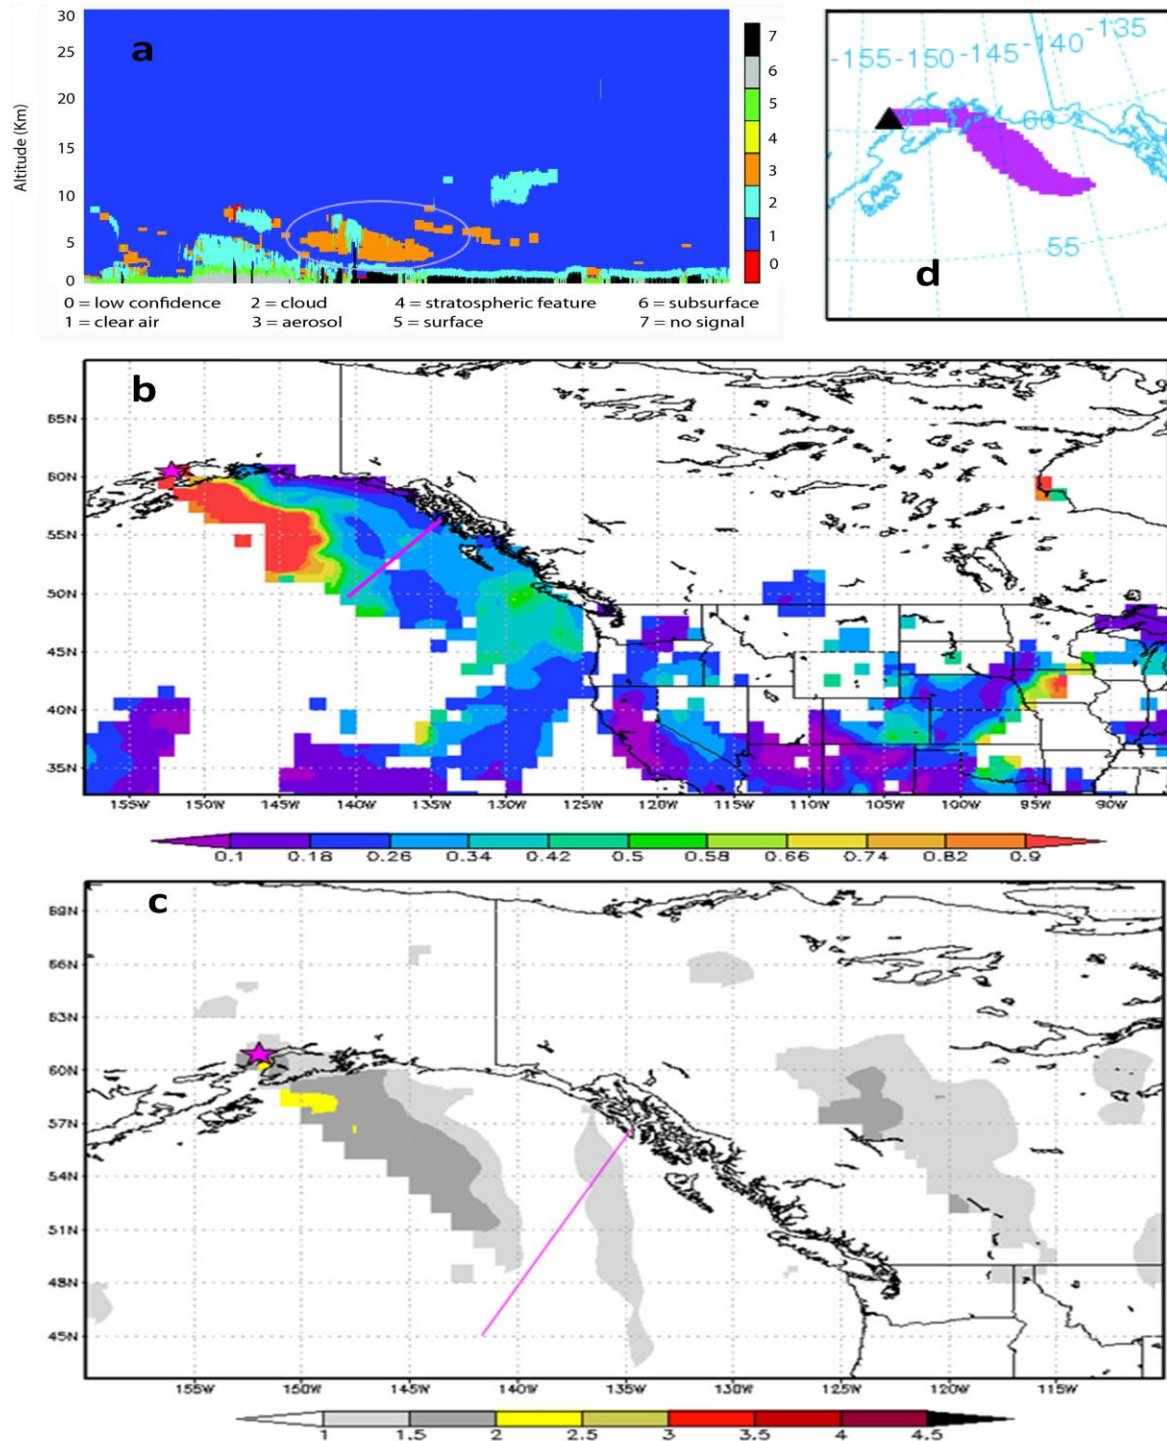 a
30
25
20
15
10
5
0
Altitude (Km)
7
6
5
4
3
2
1
0
0 = low confidence 2 = cloud 4 = stratospheric feature 6 = subsurface
1 = clear air 3 = aerosol 5 = surface 7 = no signal
-155 -150 -145 -140 -135
60
55
d
b
65N
60N
55N
50N
45N
40N
35N
155W 150W 145W 140W 135W 130W 125W 120W 115W 110W 105W 100W 95W 90W
0.1 0.18 0.26 0.34 0.42 0.5 0.58 0.66 0.74 0.82 0.9
c
69N
66N
63N
60N
57N
54N
51N
48N
45N
155W 150W 145W 140W 135W 130W 125W 120W 115W
1 1.5 2 2.5 3 3.5 4 4.5